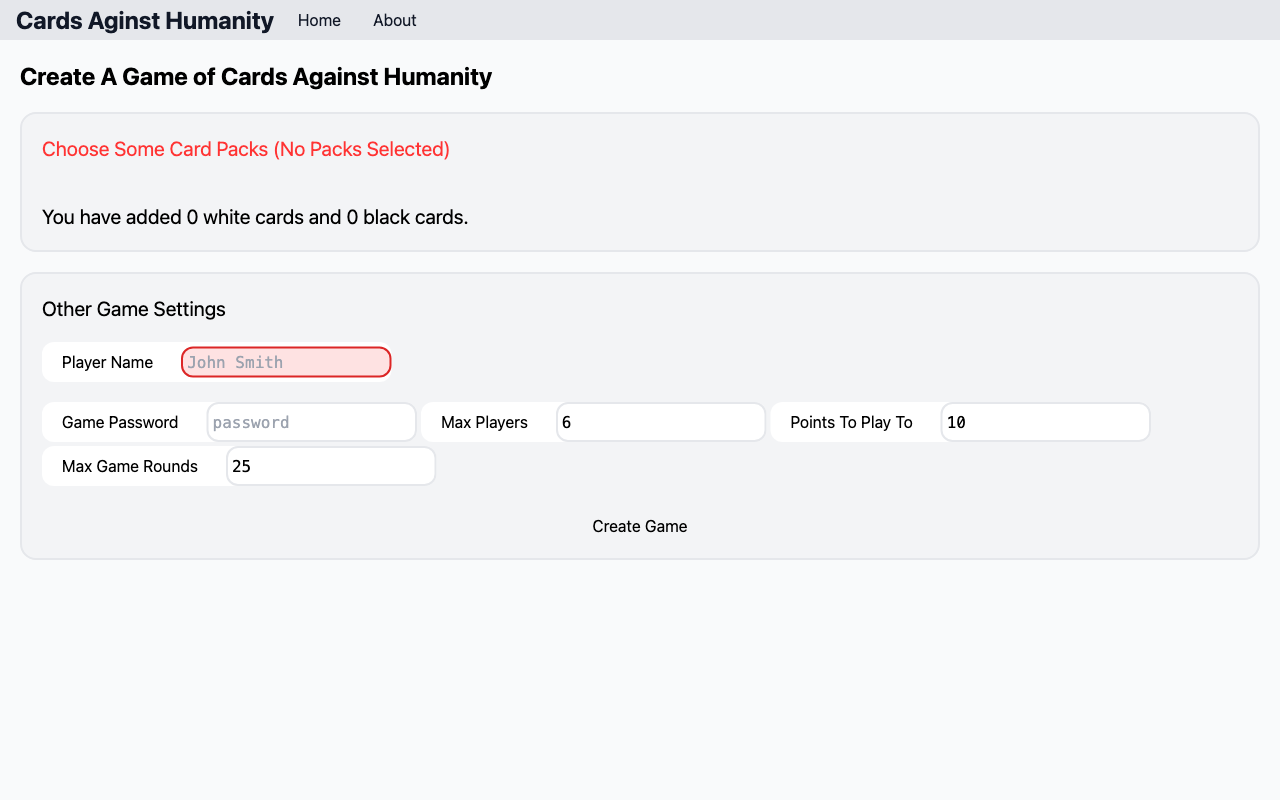 Cards Aginst Humanity Home About
Create A Game of Cards Against Humanity
Choose Some Card Packs (No Packs Selected)
You have added 0 white cards and 0 black cards.
Other Game Settings
Player Name John Smith
Game Password password Max Players 6 Points To Play To 10
Max Game Rounds 25
Create Game